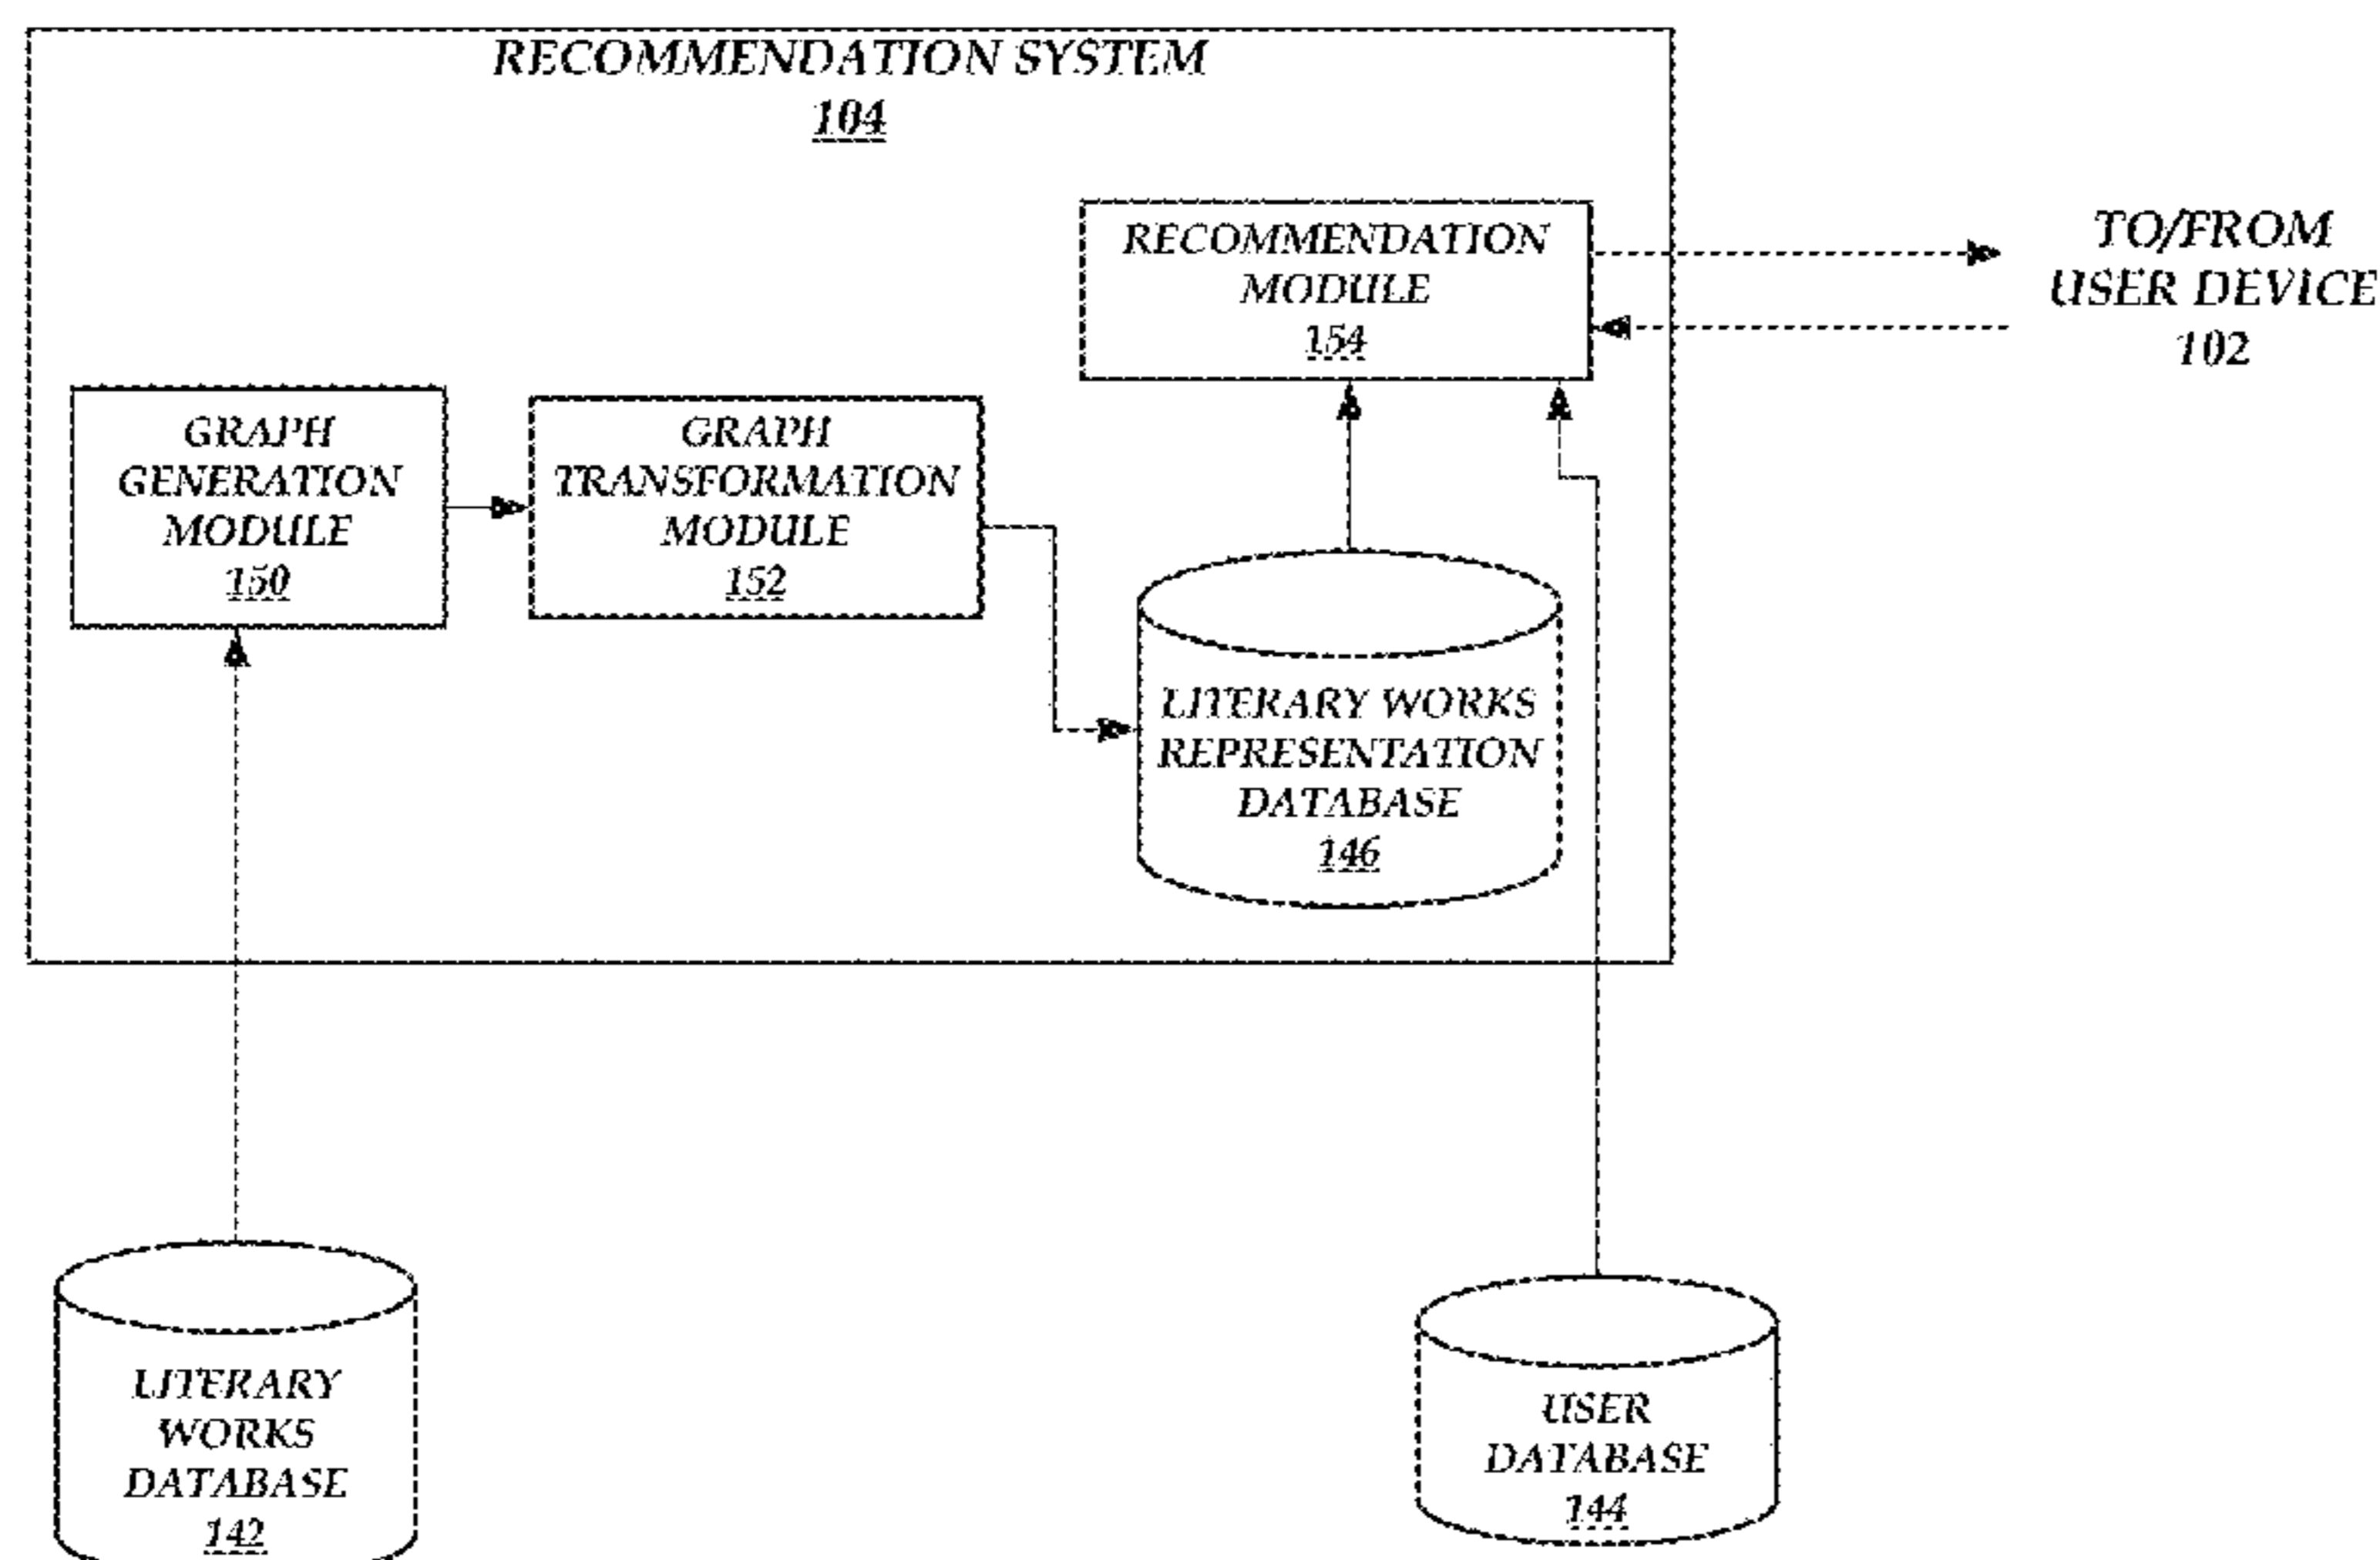 RECOMMENDATION SYSTEM
104
RECOMMENDATION
MODULE
154
TO/FROM
USER DEVICE
102
GRAPH
GENERATION
MODULE
150
GRAPH
TRANSFORMATION
MODULE
152
LITERARY WORKS
REPRESENTATION
DATABASE
146
LITERARY
WORKS
DATABASE
142
USER
DATABASE
144